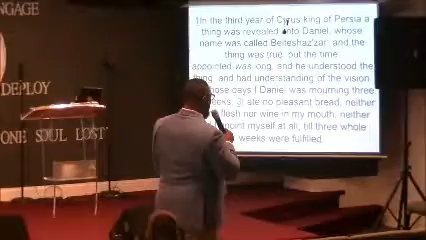 ENGAGE
DEPLOY
ONE SOUL LOST
1In the third year of Cyrus king of Persia a
thing was revealed unto Daniel, whose
name was called Belteshaz'zar; and the
thing was true, but the time
appointed was long, and he understood the
thing, and had understanding of the vision.
those days I Daniel was mourning three
weeks. 3I ate no pleasant bread, neither
flesh nor wine in my mouth, neither
anoint myself at all, till three whole
weeks were fulfilled.